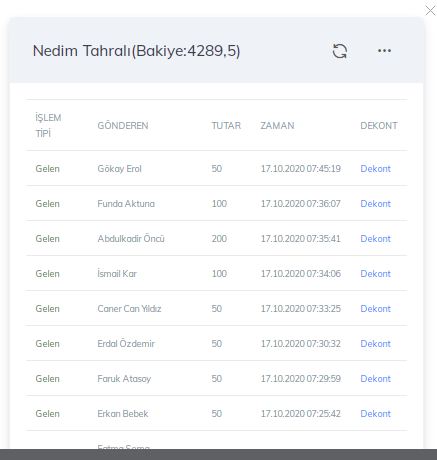 Nedim Tahralı(Bakiye:4289,5)
İŞLEM TİPİ GÖNDEREN TUTAR ZAMAN DEKONT
Gelen Gökay Erol 50 17.10.2020 07:45:19 Dekont
Gelen Funda Aktuna 100 17.10.2020 07:36:07 Dekont
Gelen Abdulkadir Öncü 200 17.10.2020 07:35:41 Dekont
Gelen İsmail Kar 100 17.10.2020 07:34:06 Dekont
Gelen Caner Can Yıldız 50 17.10.2020 07:33:25 Dekont
Gelen Erdal Özdemir 50 17.10.2020 07:30:32 Dekont
Gelen Faruk Atasoy 50 17.10.2020 07:29:59 Dekont
Gelen Erkan Bebek 50 17.10.2020 07:25:42 Dekont